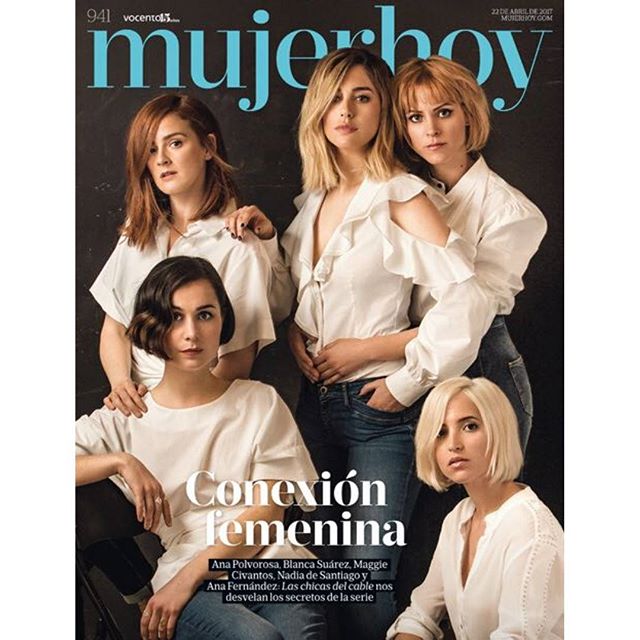 941
vocento15años
22 DE ABRIL DE 2017
MUJERHOY.COM
mujerhoy
Conexión
femenina
Ana Polvorosa, Blanca Suárez, Maggie
Civantos, Nadia de Santiago y
Ana Fernández: Las chicas del cable nos
desvelan los secretos de la serie